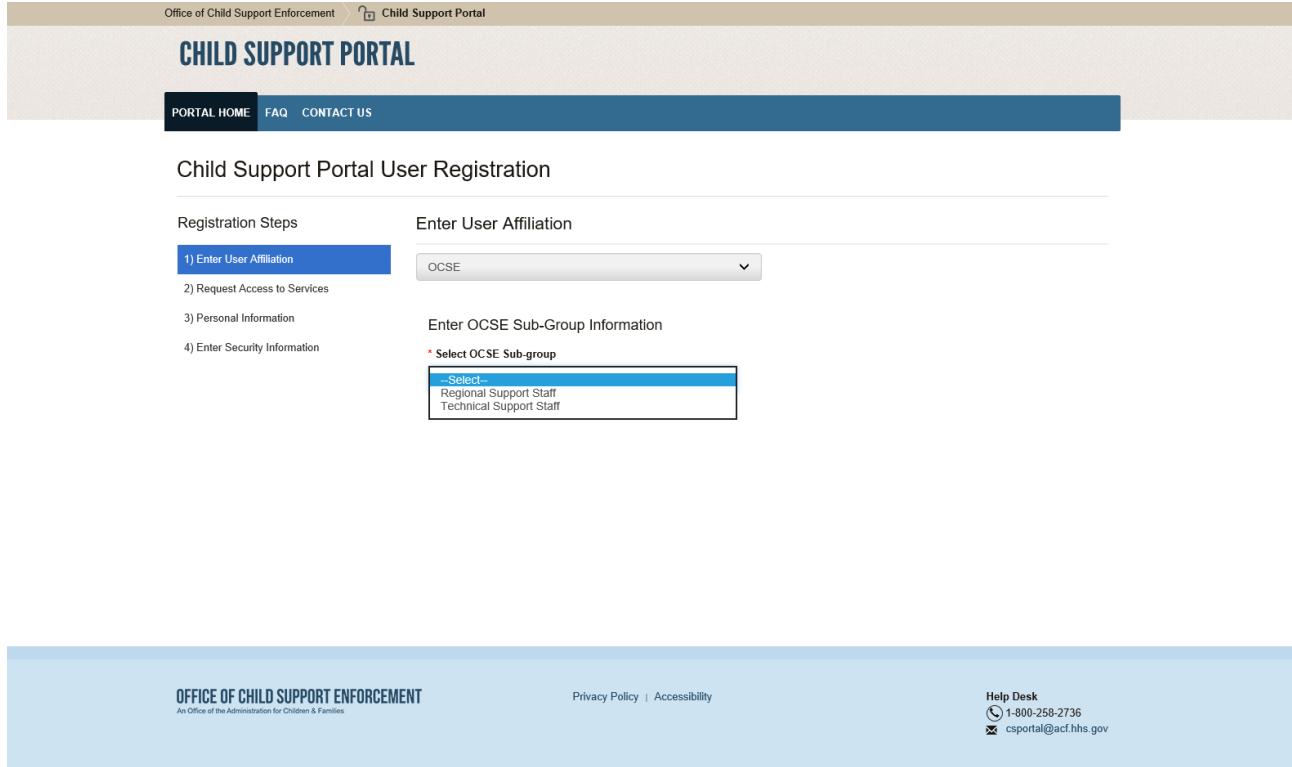 Office of Child Support Enforcement Child Support Portal
CHILD SUPPORT PORTAL
PORTAL HOME FAQ CONTACT US
Child Support Portal User Registration
Registration Steps
1) Enter User Affiliation
2) Request Access to Services
3) Personal Information
4) Enter Security Information
Enter User Affiliation
OCSE
Enter OCSE Sub-Group Information
* Select OCSE Sub-group
--Select--
Regional Support Staff
Technical Support Staff
OFFICE OF CHILD SUPPORT ENFORCEMENT
An Office of the Administration for Children & Families
Privacy Policy | Accessibility
Help Desk
1-800-258-2736
csportal@acf.hhs.gov